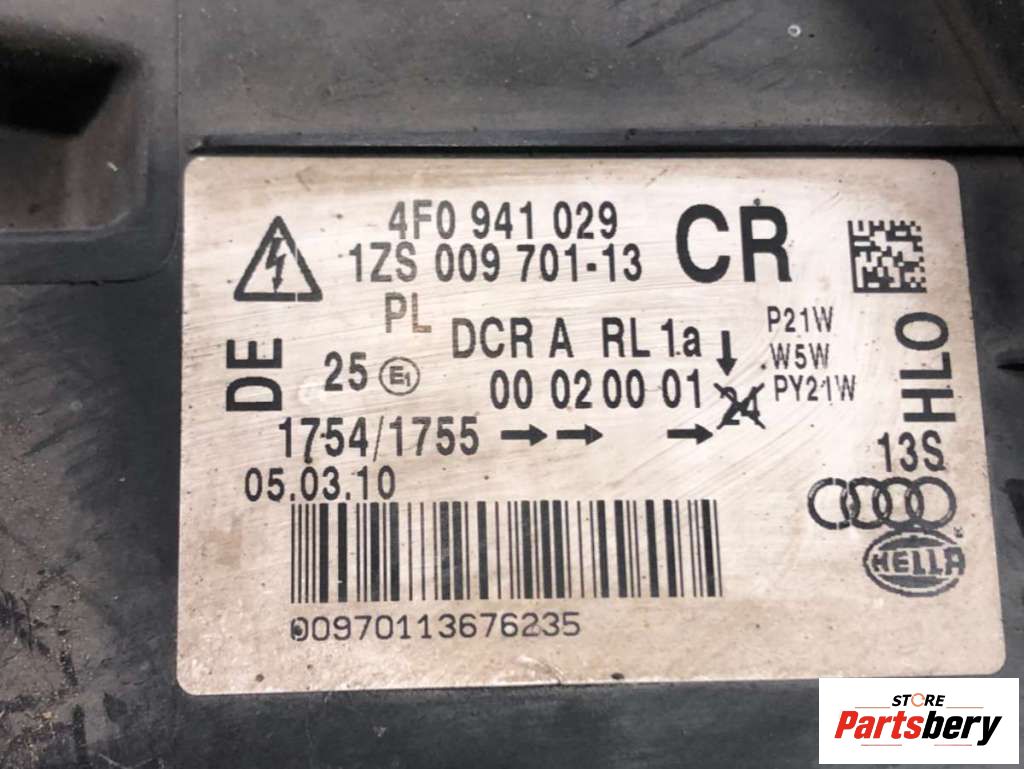 4F0 941 029
1ZS 009 701-13
CR
PL
DE
25 E1
DCR A RL 1a
00 02 00 01
24
P21W
W5W
PY21W
HLO
1754/1755
05.03.10
13S
HELLA
00970113676235
STORE
Partsbery